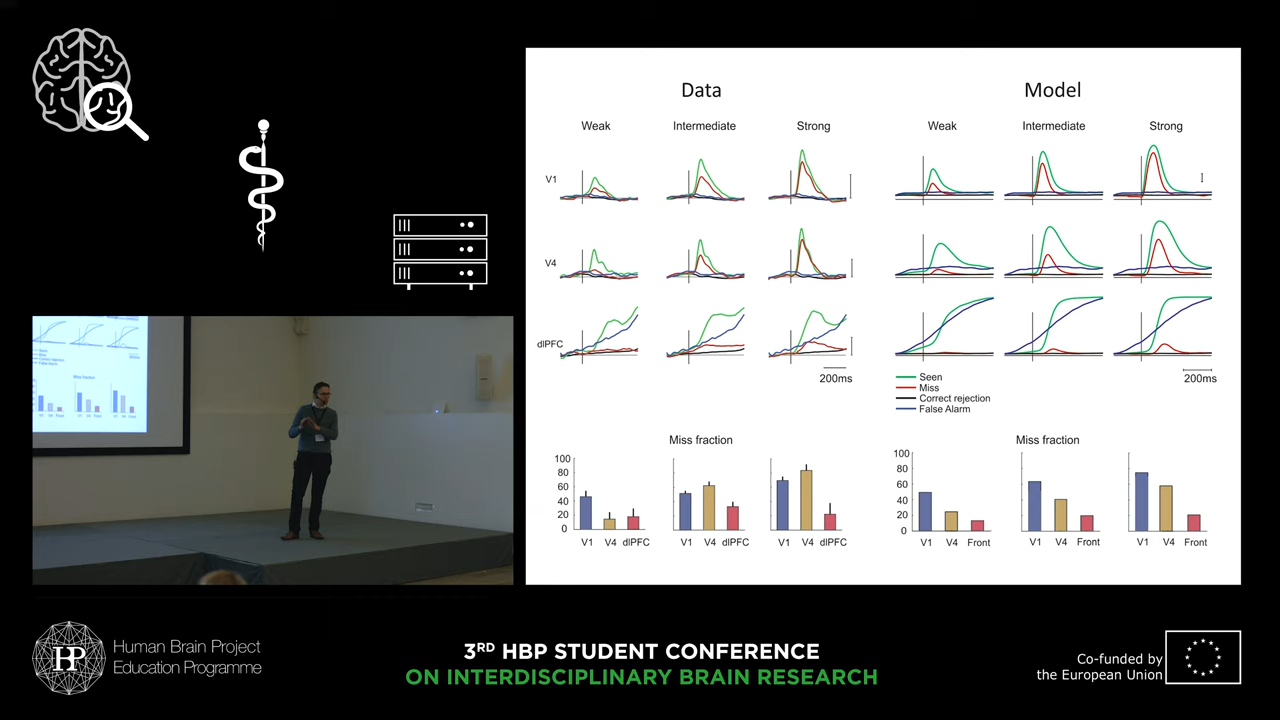 Data
Model
Weak Intermediate Strong
Weak Intermediate Strong
V1
V4
dlPFC
200ms
200ms
Seen
Miss
Correct rejection
False Alarm
Miss fraction
Miss fraction
100
80
60
40
20
0
V1 V4 dlPFC
V1 V4 dlPFC
V1 V4 dlPFC
100
80
60
40
20
0
V1 V4 Front
V1 V4 Front
V1 V4 Front
Miss fraction
HP
Human Brain Project
Education Programme
3RD HBP STUDENT CONFERENCE
ON INTERDISCIPLINARY BRAIN RESEARCH
Co-funded by
the European Union